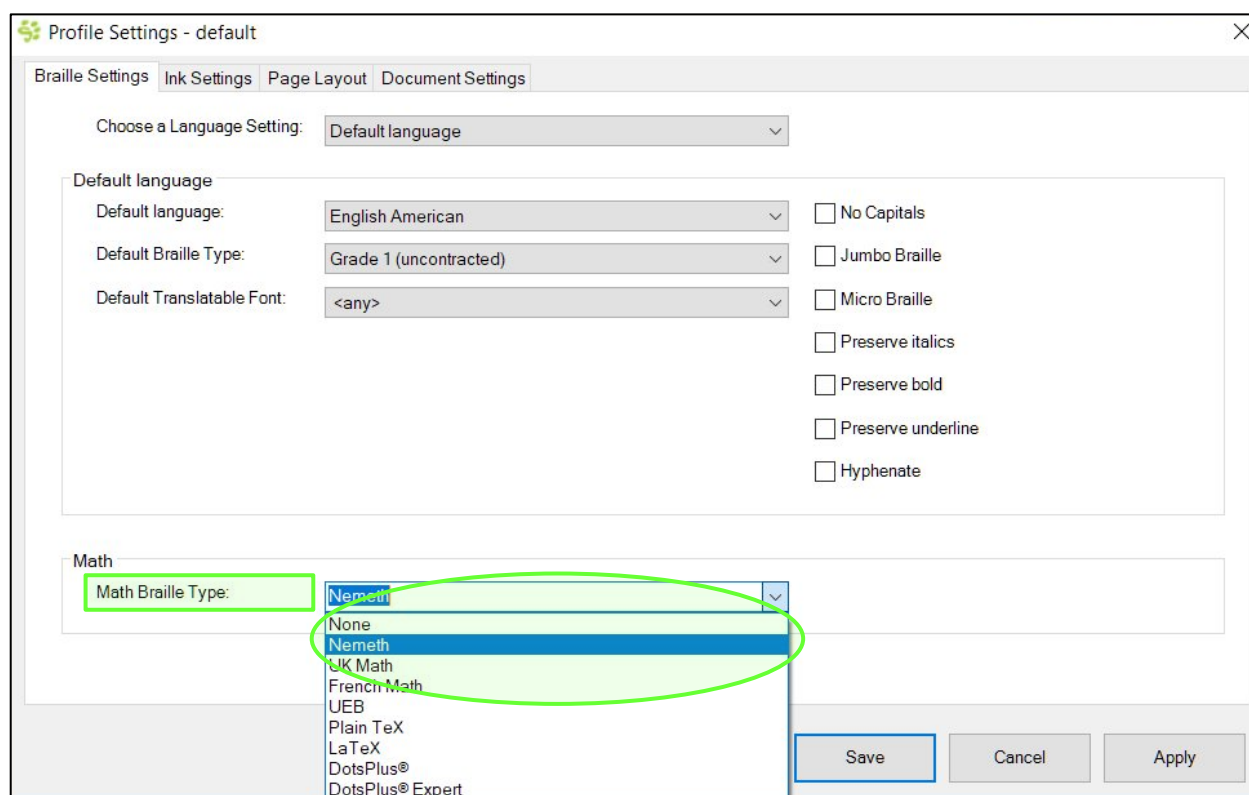 Profile Settings - default
Braille Settings Ink Settings Page Layout Document Settings
Choose a Language Setting: Default language
Default language
Default language: English American
No Capitals
Default Braille Type: Grade 1 (uncontracted)
Jumbo Braille
Default Translatable Font: <any>
Micro Braille
Preserve italics
Preserve bold
Preserve underline
Hyphenate
Math
Math Braille Type: Nemeth
None
Nemeth
UK Math
French Math
UEB
Plain TeX
LaTeX
DotsPlus®
DotsPlus® Expert
Save Cancel Apply